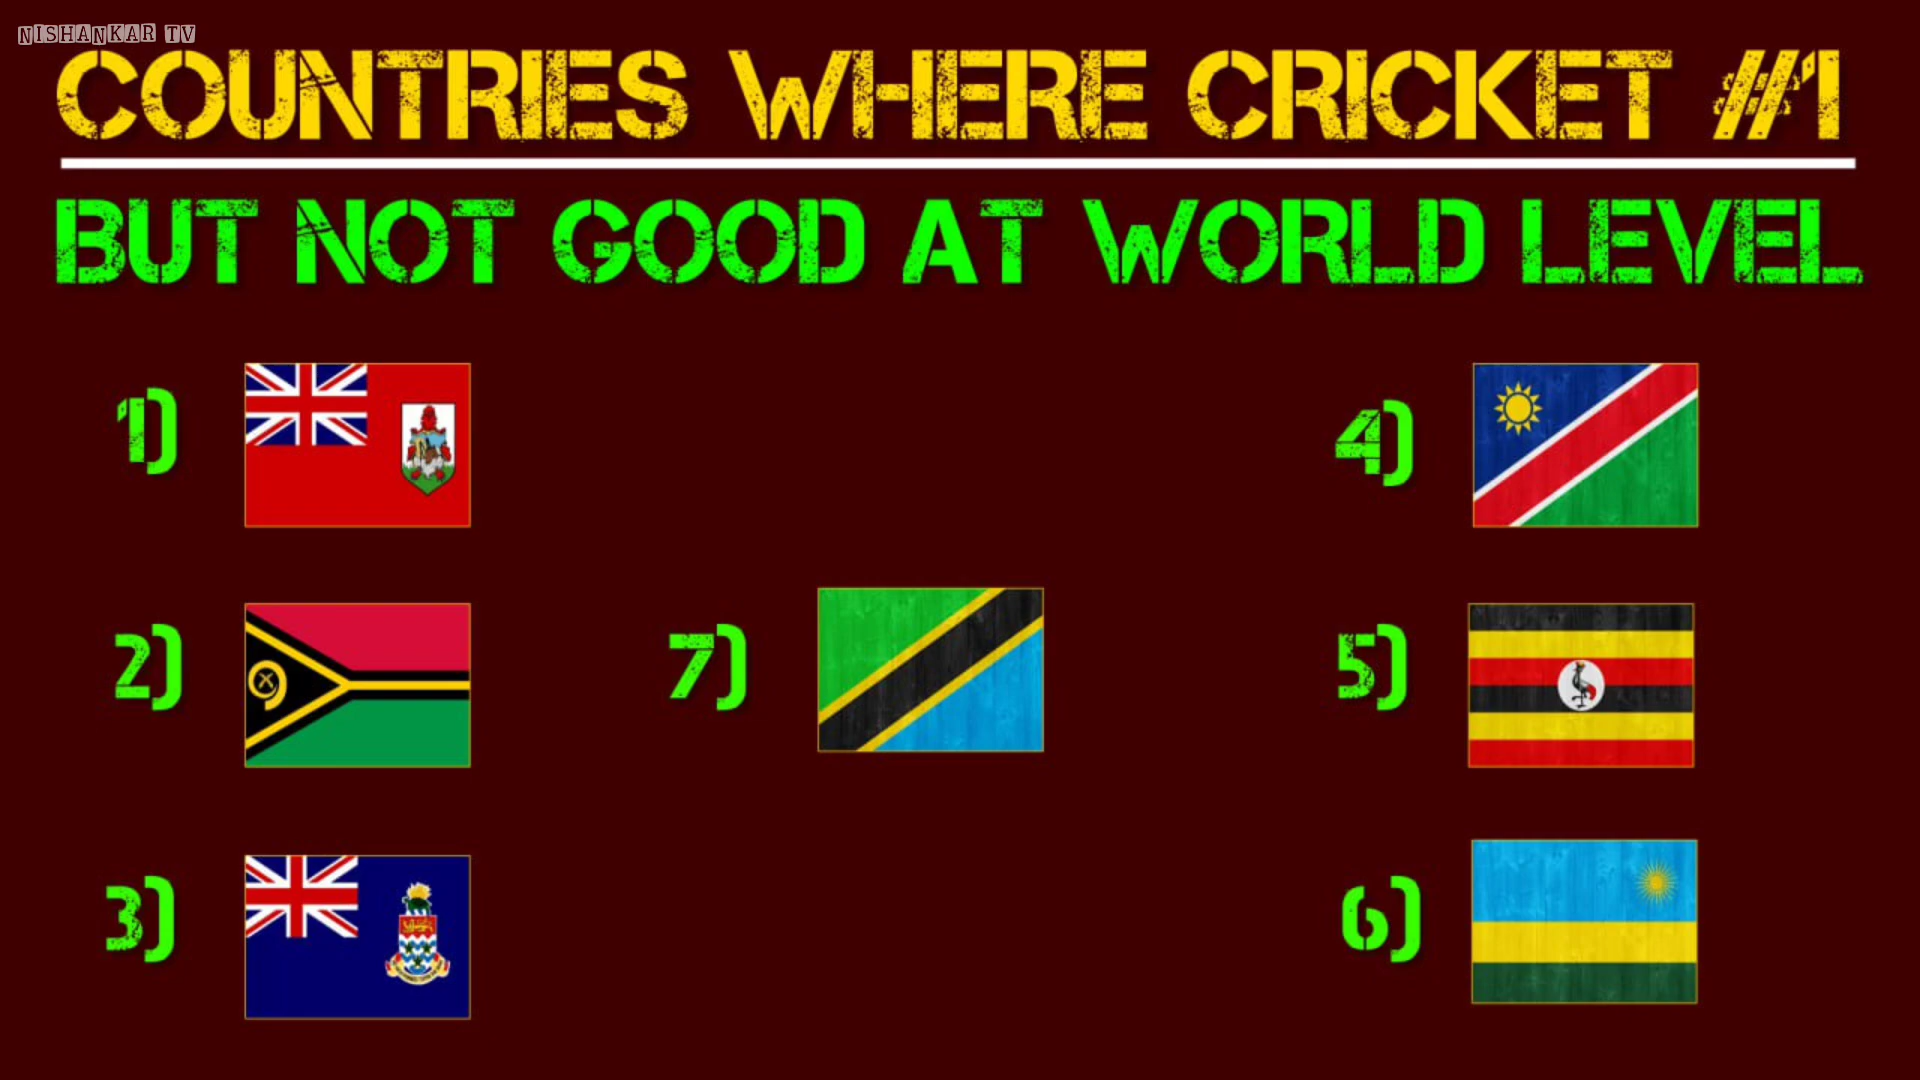 NISHANKAR TV
COUNTRIES WHERE CRICKET #1
BUT NOT GOOD AT WORLD LEVEL
1)
2)
3)
7)
4)
5)
6)